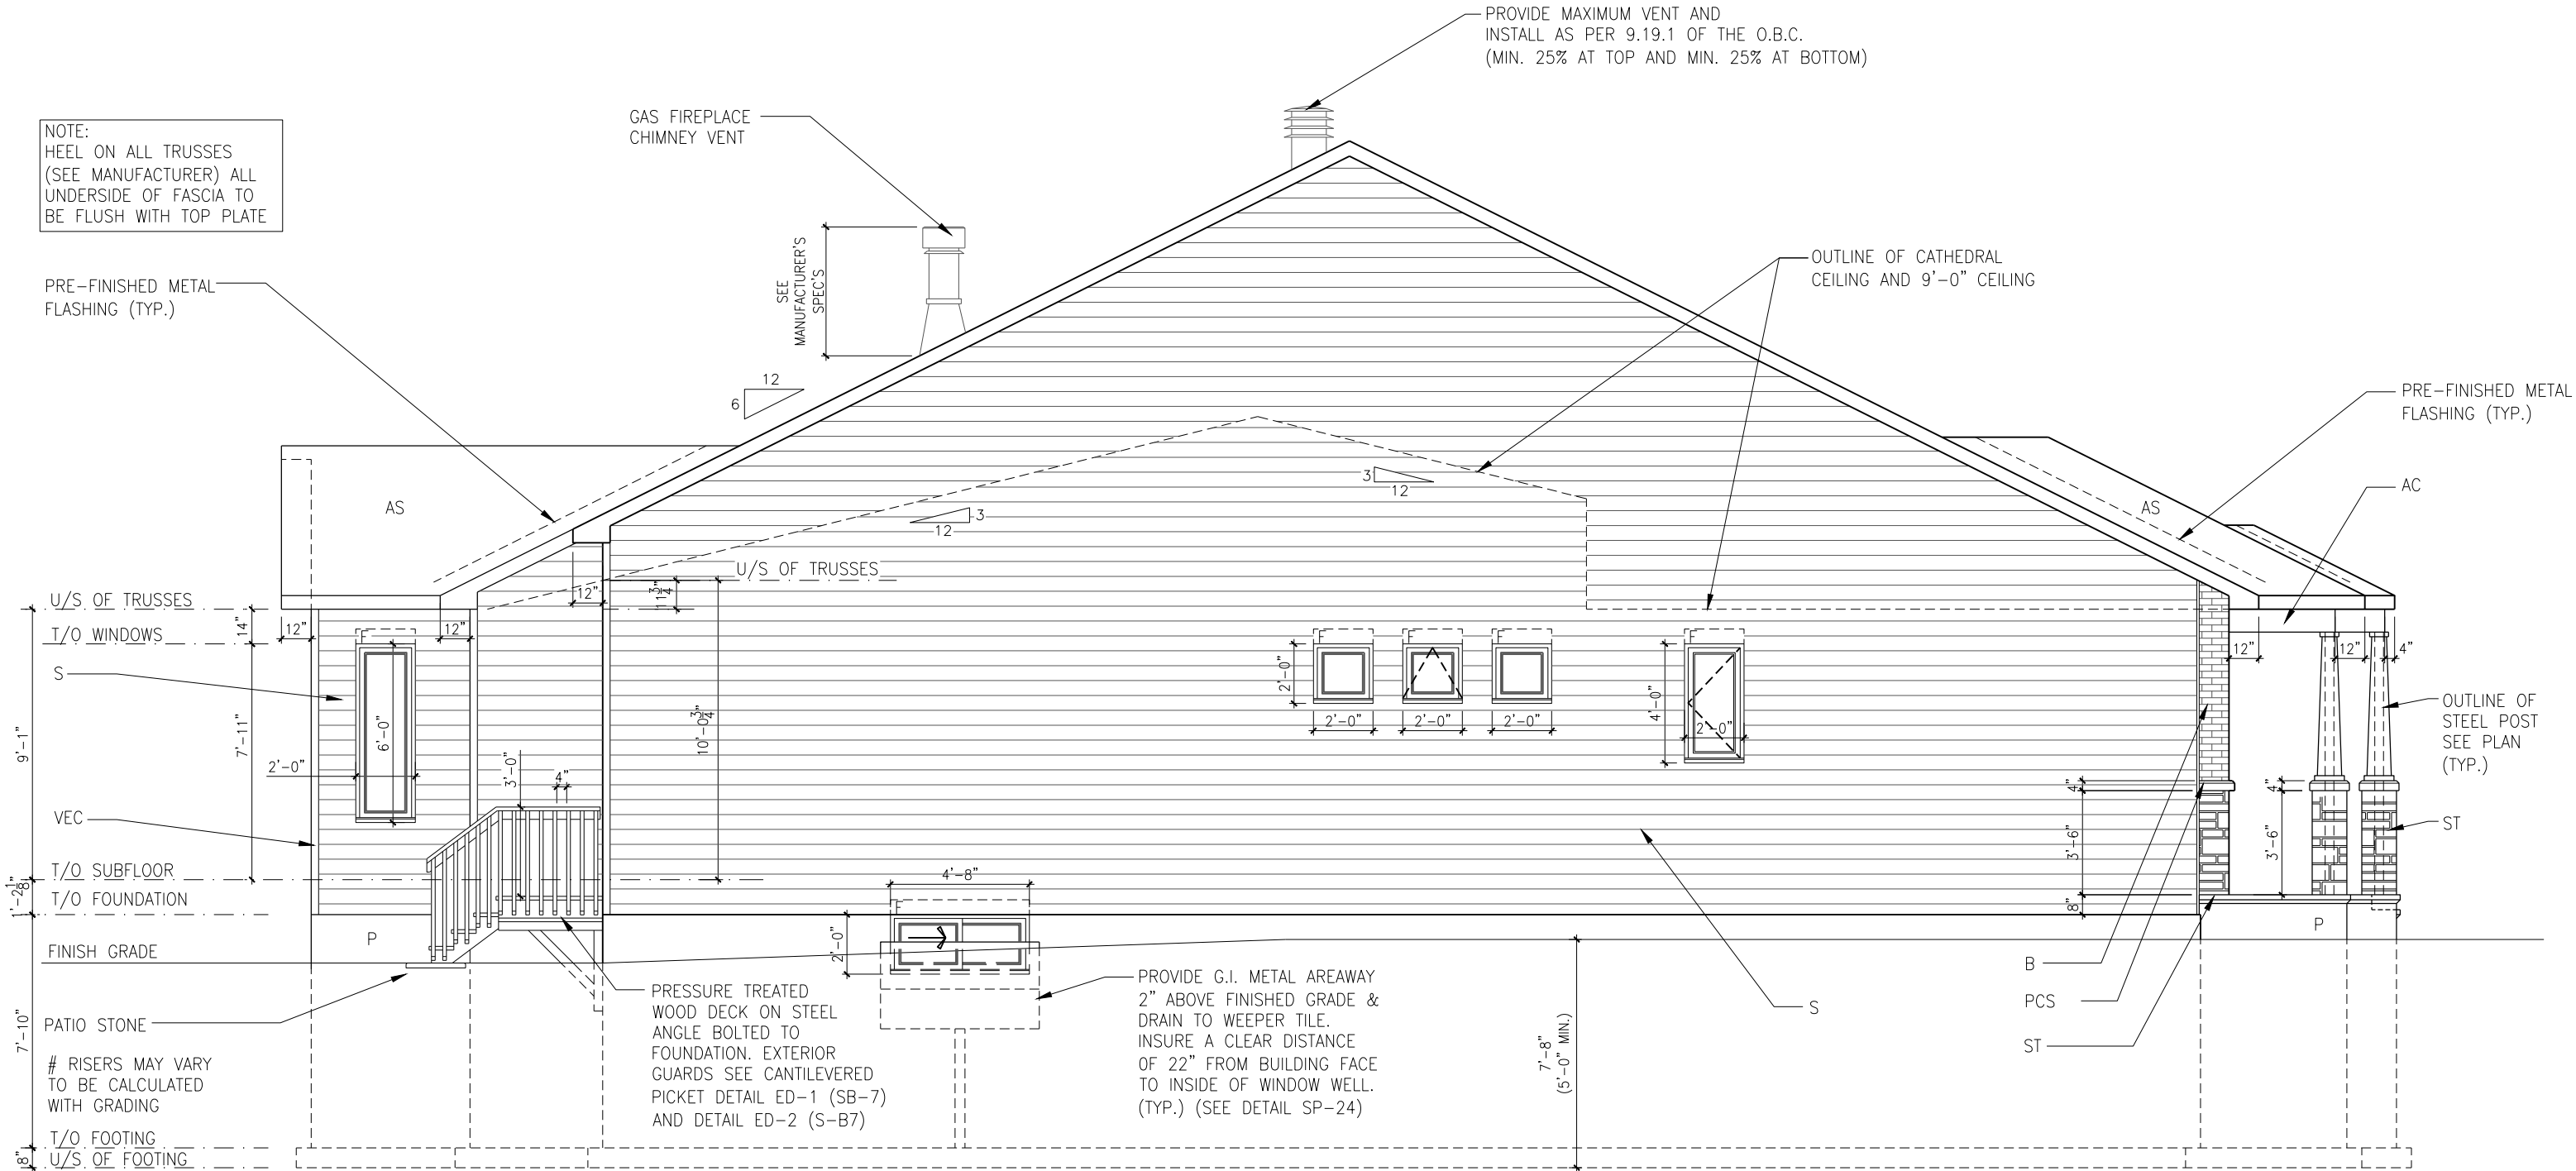 PROVIDE MAXIMUM VENT AND
INSTALL AS PER 9.19.1 OF THE O.B.C.
(MIN. 25% AT TOP AND MIN. 25% AT BOTTOM)
GAS FIREPLACE
CHIMNEY VENT
NOTE:
HEEL ON ALL TRUSSES
(SEE MANUFACTURER) ALL
UNDERSIDE OF FASCIA TO
BE FLUSH WITH TOP PLATE
SEE
MANUFACTURER'S
SPEC'S
OUTLINE OF CATHEDRAL
CEILING AND 9'-0" CEILING
PRE-FINISHED METAL
FLASHING (TYP.)
12
6
PRE-FINISHED METAL
FLASHING (TYP.)
3
12
AC
AS
AS
3
12
U/S OF TRUSSES
11 3/4"
12"
U/S OF TRUSSES
14"
12"
12"
T/O WINDOWS
F
F
F
F
F
12"
12"
4"
S
2'-0"
4'-0"
2'-0"
2'-0"
2'-0"
2'-0"
OUTLINE OF
STEEL POST
SEE PLAN
(TYP.)
9'-1"
7'-11"
6'-0"
2'-0"
10'-0 3/4"
3'-0"
4"
4"
4"
VEC
ST
3'-6"
3'-6"
T/O SUBFLOOR
1'-2 1/8"
T/O FOUNDATION
4'-8"
F
8"
P
P
FINISH GRADE
2'-0"
B
PCS
ST
S
PRESSURE TREATED
WOOD DECK ON STEEL
ANGLE BOLTED TO
FOUNDATION. EXTERIOR
GUARDS SEE CANTILEVERED
PICKET DETAIL ED-1 (SB-7)
AND DETAIL ED-2 (S-B7)
PROVIDE G.I. METAL AREAWAY
2" ABOVE FINISHED GRADE &
DRAIN TO WEEPER TILE.
INSURE A CLEAR DISTANCE
OF 22" FROM BUILDING FACE
TO INSIDE OF WINDOW WELL.
(TYP.) (SEE DETAIL SP-24)
PATIO STONE
7'-10"
# RISERS MAY VARY
TO BE CALCULATED
WITH GRADING
7'-8"
(5'-0" MIN.)
T/O FOOTING
8"
U/S OF FOOTING